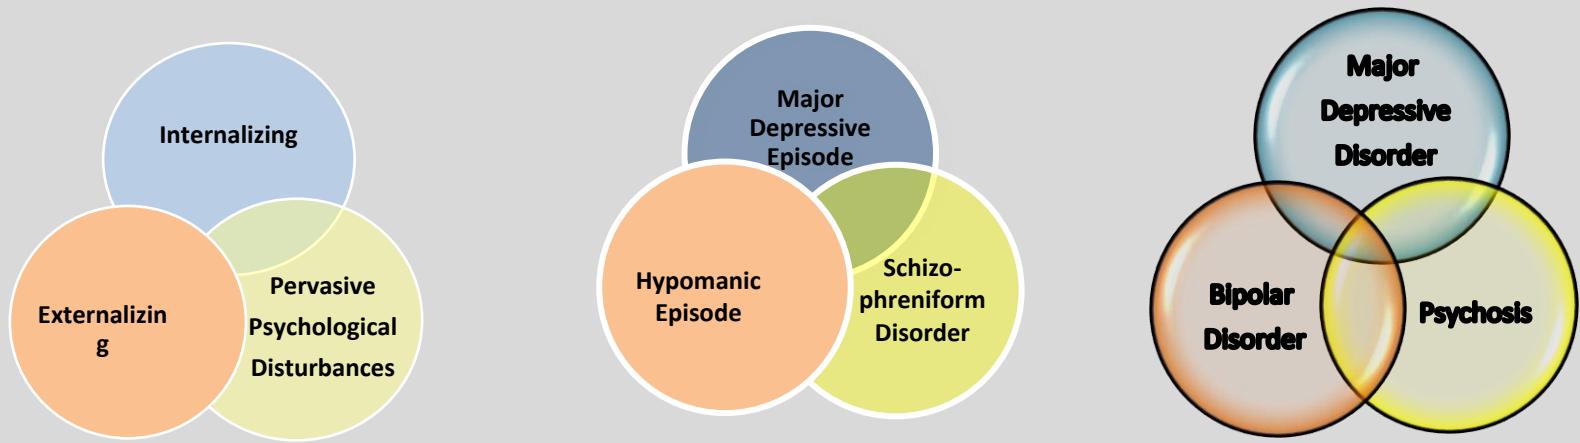 Internalizing
Externalizin
g
Pervasive
Psychological
Disturbances
Major
Depressive
Episode
Hypomanic
Episode
Schizo-
phreniform
Disorder
Major
Depressive
Disorder
Bipolar
Disorder
Psychosis